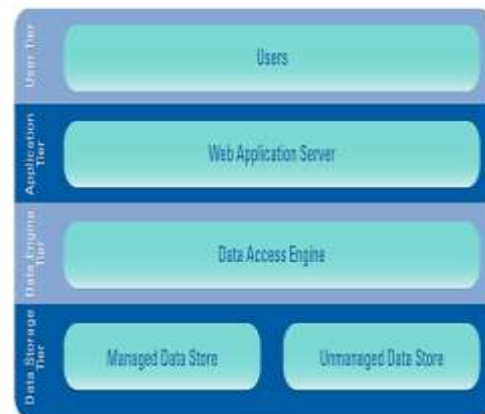 User Tier
Users
Application
Tier
Web Application Server
Data Engine
Tier
Data Access Engine
Data Storage
Tier
Managed Data Store
Unmanaged Data Store